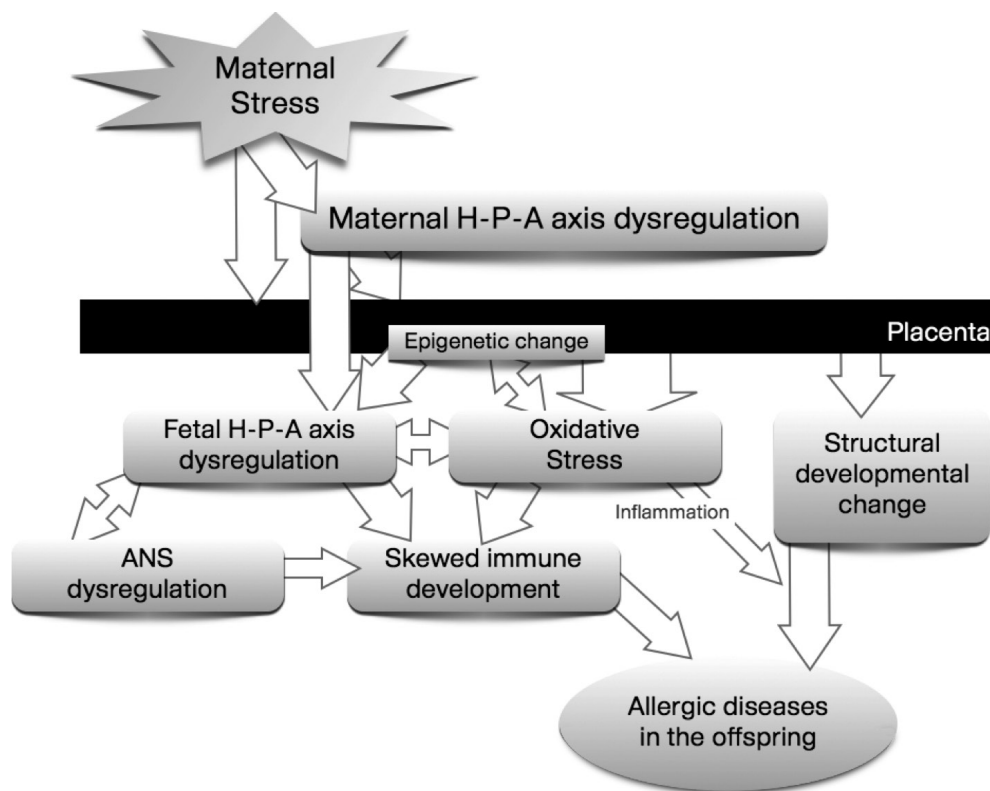 Maternal
Stress
Maternal H-P-A axis dysregulation
Placenta
Epigenetic change
Fetal H-P-A axis
dysregulation
Oxidative
Stress
Structural
developmental
change
Inflammation
ANS
dysregulation
Skewed immune
development
Allergic diseases
in the offspring